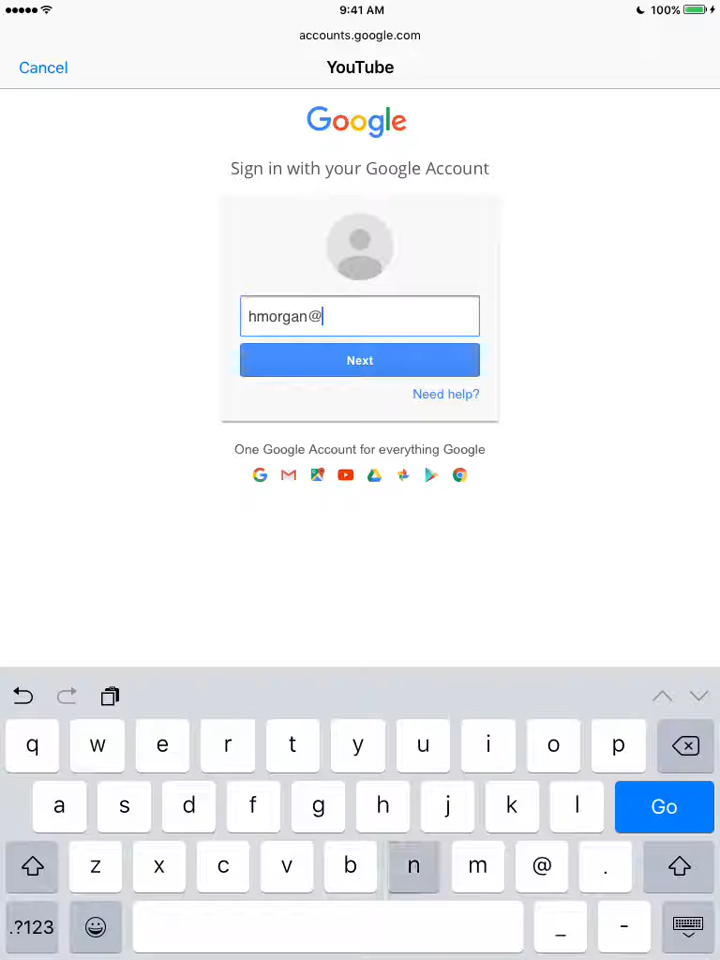 9:41 AM
100%
accounts.google.com
Cancel
YouTube
Google
Sign in with your Google Account
hmorgan@
Next
Need help?
One Google Account for everything Google
q w e r t y u i o p
a s d f g h j k l Go
z x c v b n m @ .
.?123 _ -